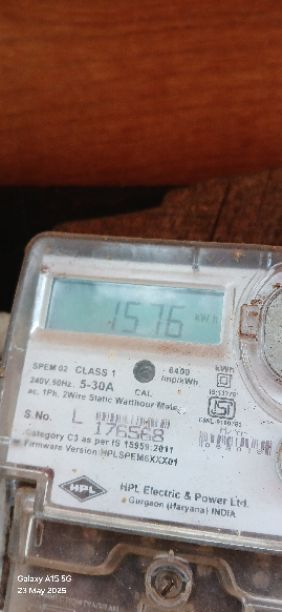 1576 kWh
SPEM 02 CLASS 1
6400 kWh
240V, 50Hz, 5-30A imp/kWh
CAL
ac, 1Ph, 2Wire Static Watthour Meter
S.No. L 176568
Category C3 as per IS 15959:2011
Firmware Version HPLSPEM6XXX01
HPL
HPL Electric & Power Ltd.
Gurgaon (Haryana) INDIA
Galaxy A15 5G
23 May 2025